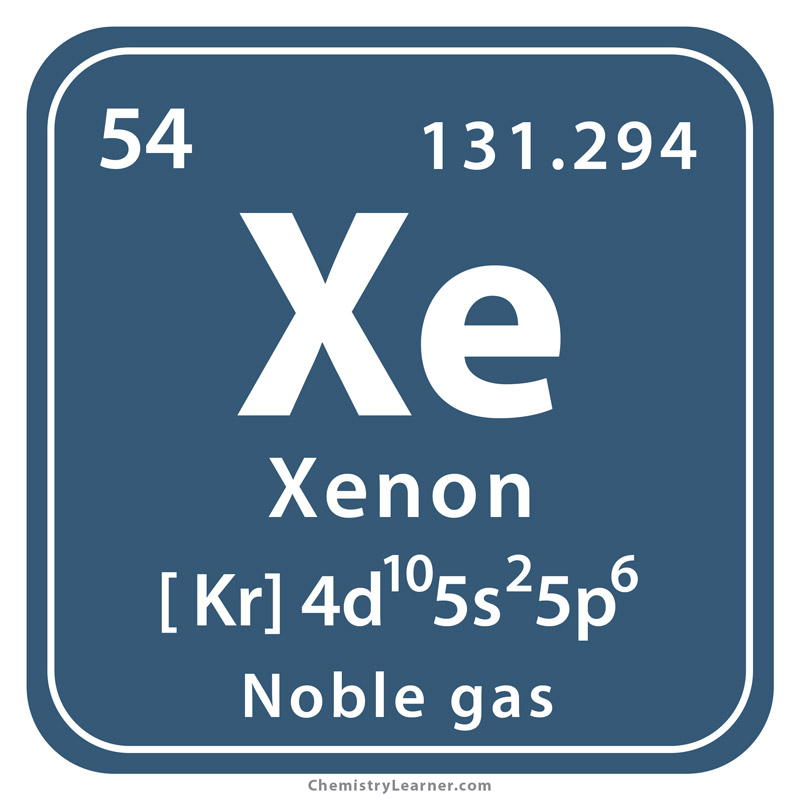 54 131.294
Xe
Xenon
[ Kr] 4d¹⁰5s²5p⁶
Noble gas
ChemistryLearner.com